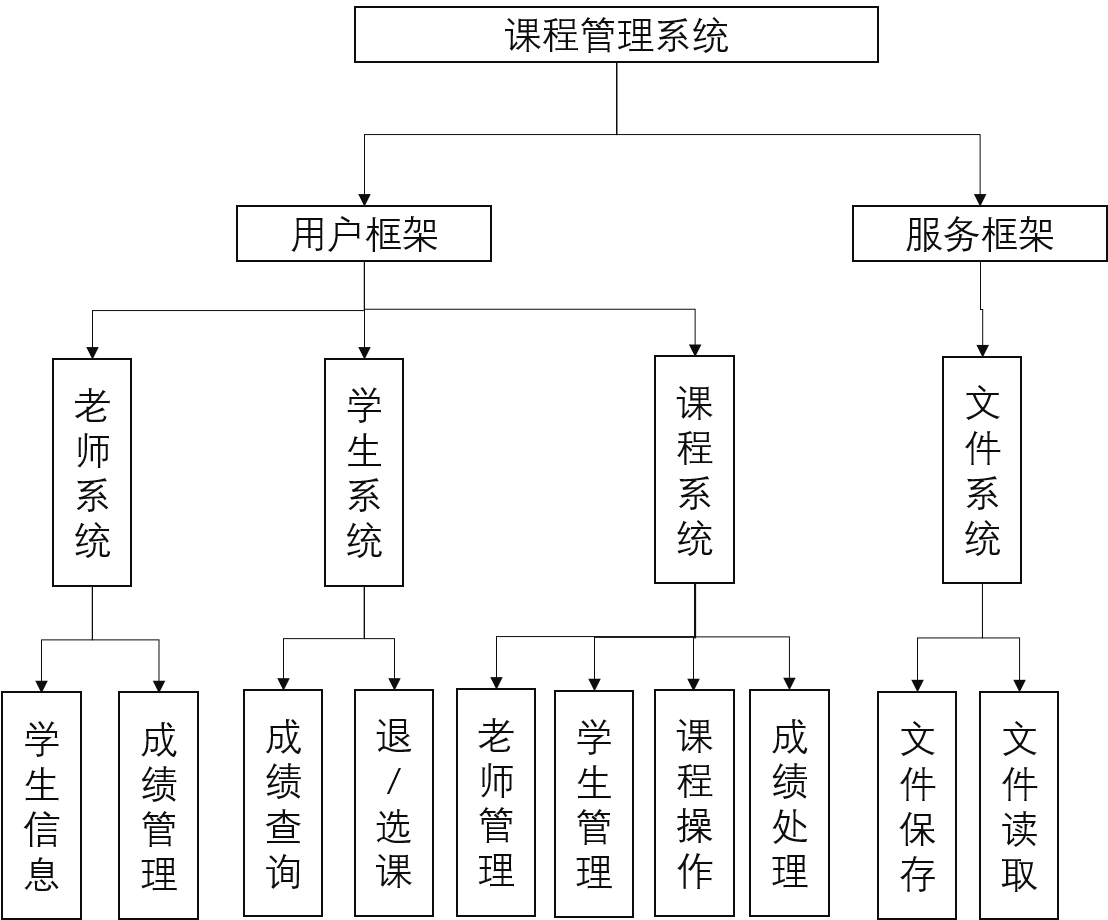 课程管理系统
用户框架
服务框架
老师系统
学生系统
课程系统
文件系统
学生信息
成绩管理
成绩查询
退/选课
老师管理
学生管理
课程操作
成绩处理
文件保存
文件读取